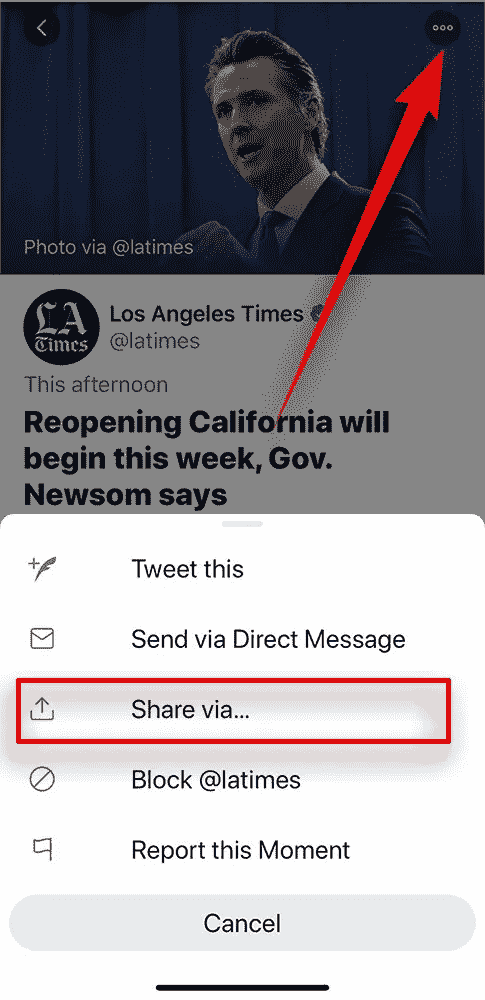 Photo via @latimes
LA
Times
Los Angeles Times
@latimes
This afternoon
Reopening California will
begin this week, Gov.
Newsom says
Tweet this
Send via Direct Message
Share via...
Block @latimes
Report this Moment
Cancel